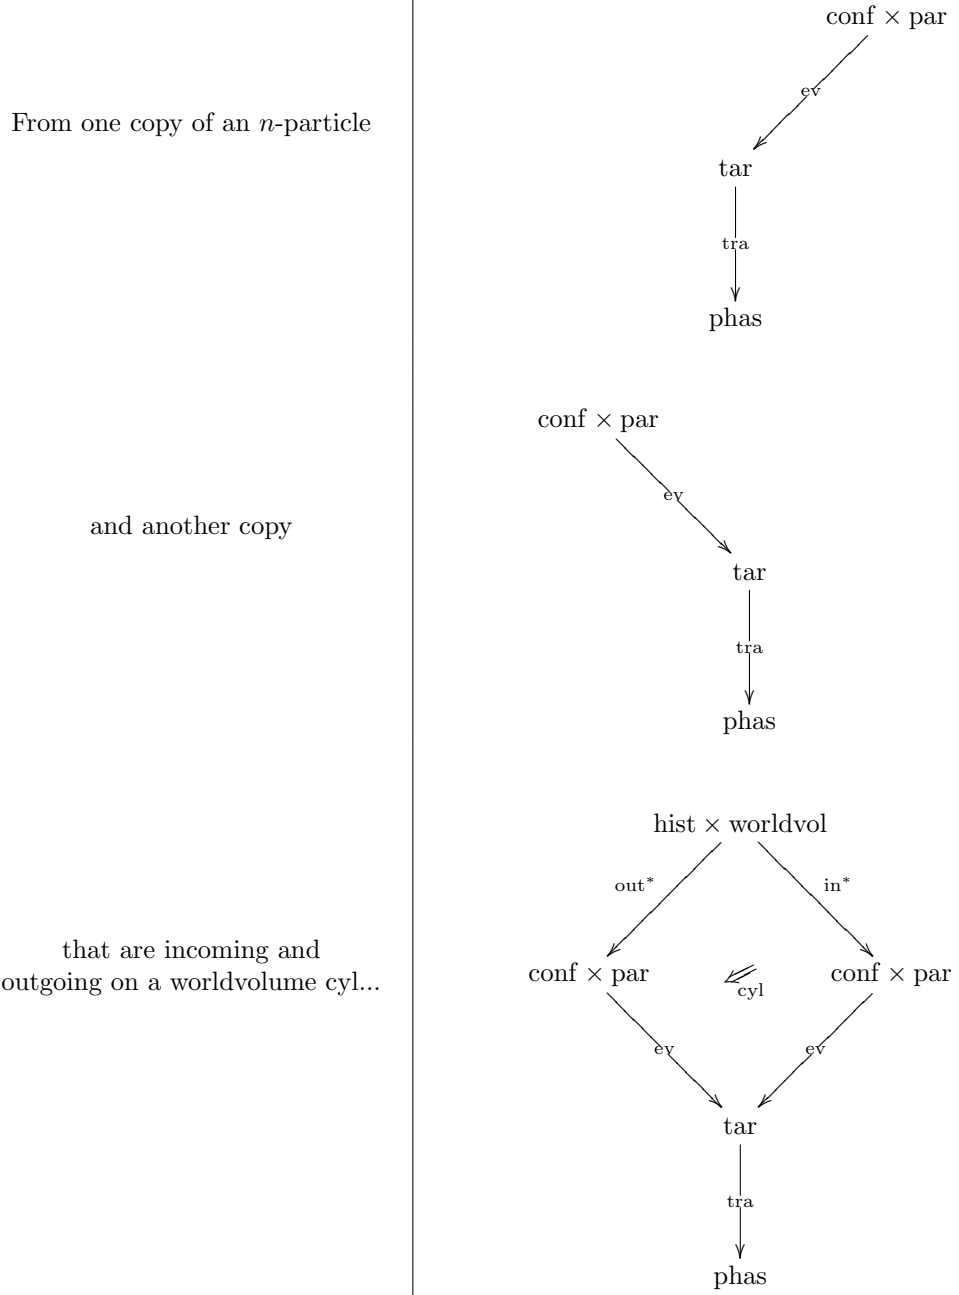 conf × par
ev
From one copy of an n-particle
tar
tra
phas
conf × par
ev
and another copy
tar
tra
phas
hist × worldvol
out* in*
that are incoming and
outgoing on a worldvolume cyl...
conf × par conf × par
cyl
ev ev
tar
tra
phas